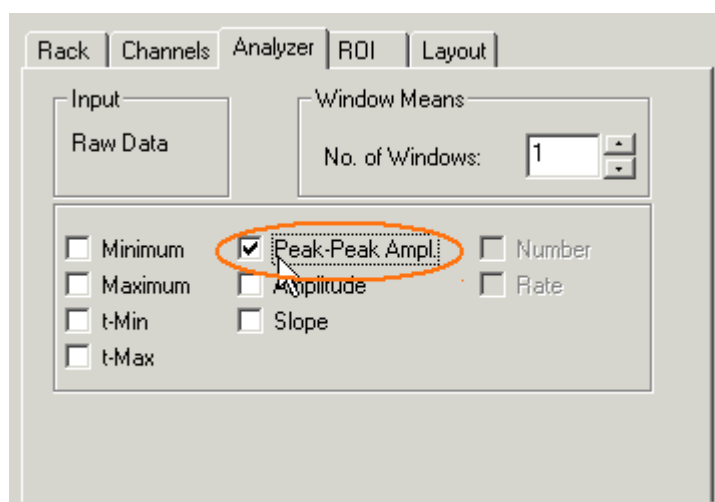 Rack Channels Analyzer ROI Layout
Input Window Means
Raw Data No. of Windows: 1
Minimum Peak-Peak Ampl. Number
Maximum Amplitude Rate
t-Min Slope
t-Max